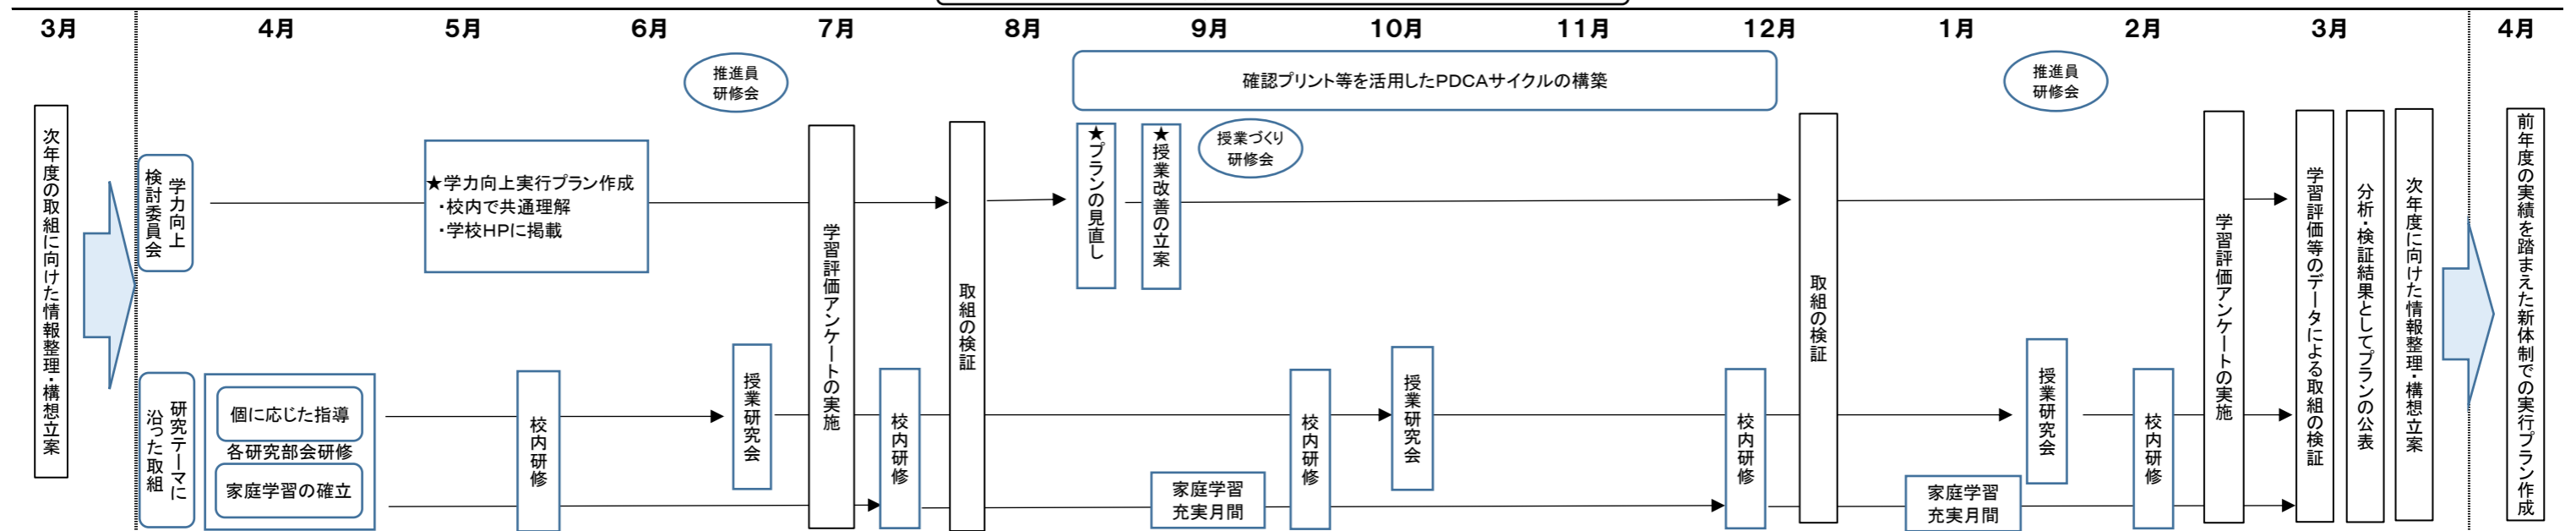 3月
4月
5月
6月
7月
8月
9月
10月
11月
12月
1月
2月
3月
4月
推進員
研修会
確認プリント等を活用したPDCAサイクルの構築
推進員
研修会
次年度の取組に向けた情報整理・構想立案
学力向上
検討委員会
★学力向上実行プラン作成
・校内で共通理解
・学校HPに掲載
学習評価アンケートの実施
取組の検証
★プランの見直し
★授業改善の立案
授業づくり
研修会
取組の検証
学習評価アンケートの実施
学習評価等のデータによる取組の検証
分析・検証結果としてプランの公表
次年度に向けた情報整理・構想立案
前年度の実績を踏まえた新体制での実行プラン作成
研究テーマに
沿った取組
個に応じた指導
各研究部会研修
家庭学習の確立
校内研修
授業研究会
校内研修
家庭学習
充実月間
校内研修
授業研究会
校内研修
家庭学習
充実月間
授業研究会
校内研修